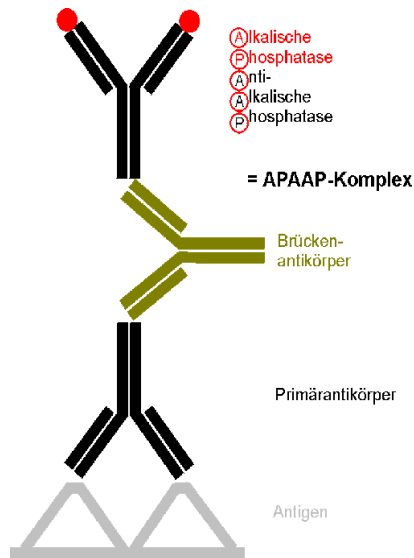 Alkalische
Phosphatase
Anti-
Alkalische
Phosphatase
= APAAP-Komplex
Brücken-
antikörper
Primärantikörper
Antigen